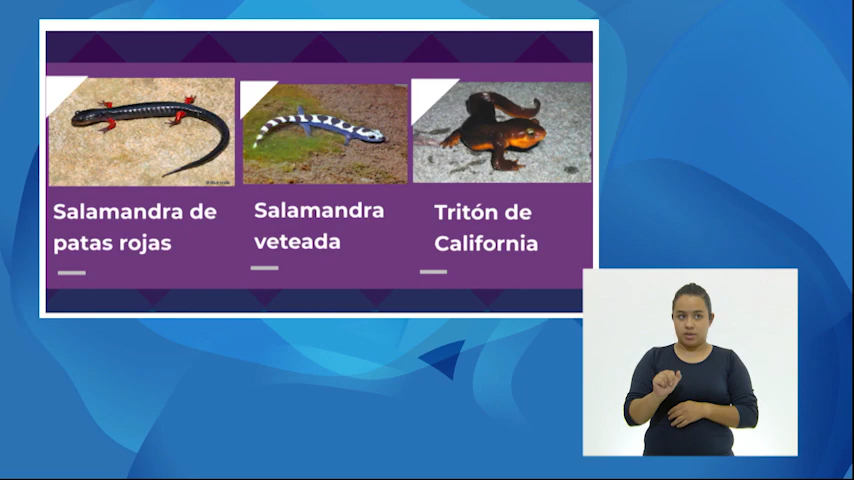 Salamandra de
patas rojas
Salamandra
veteada
Tritón de
California